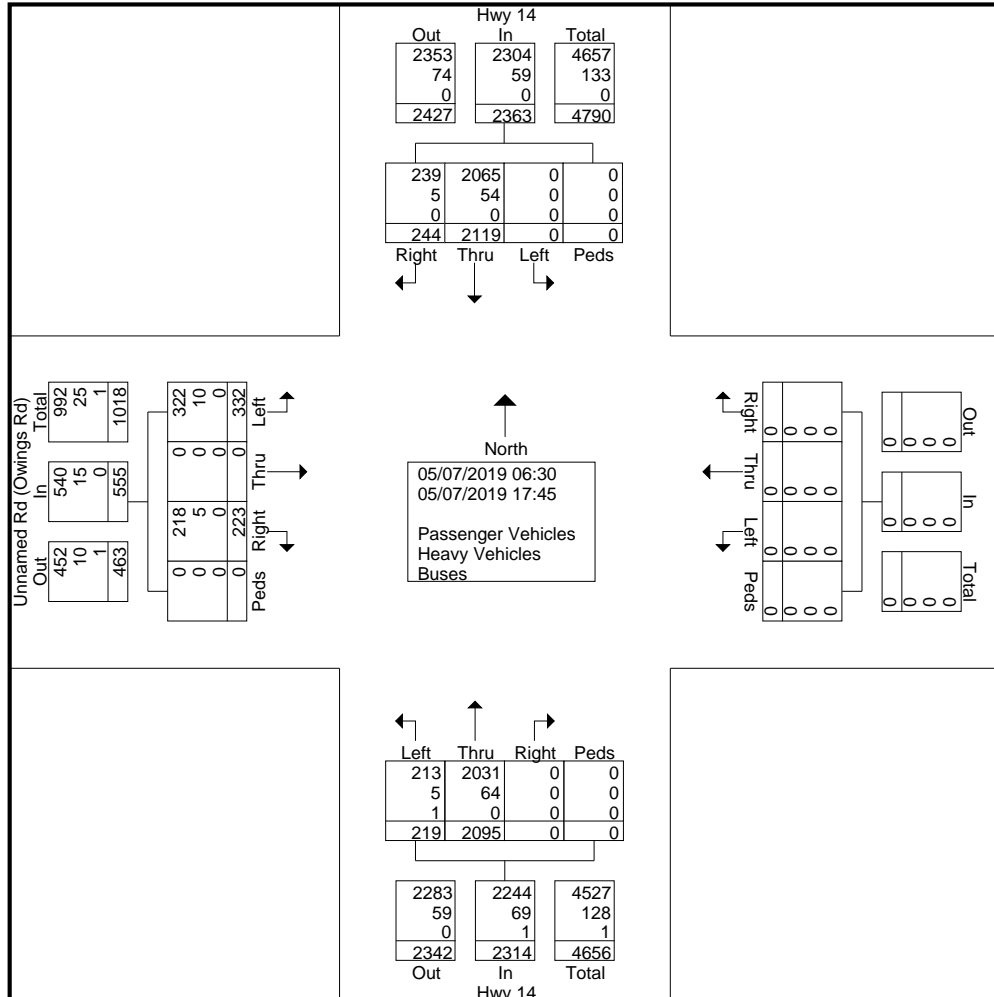 Hwy 14
Out In Total
2353 2304 4657
74 59 133
0 0 0
2427 2363 4790
239 2065 0 0
5 54 0 0
0 0 0 0
244 2119 0 0
Right Thru Left Peds
Unnamed Rd (Owings Rd)
Total
992
25
1
1018
In
540
15
0
555
Out
452
10
1
463
Left
322
10
0
332
Thru
0
0
0
0
Right
218
5
0
223
Peds
0
0
0
0
North
05/07/2019 06:30
05/07/2019 17:45
Passenger Vehicles
Heavy Vehicles
Buses
Right
0
0
0
0
Thru
0
0
0
0
Left
0
0
0
0
Peds
0
0
0
0
Out
0
0
0
0
In
0
0
0
0
Total
0
0
0
0
Left Thru Right Peds
213 2031 0 0
5 64 0 0
1 0 0 0
219 2095 0 0
2283 2244 4527
59 69 128
0 1 1
2342 2314 4656
Out In Total
Hwy 14